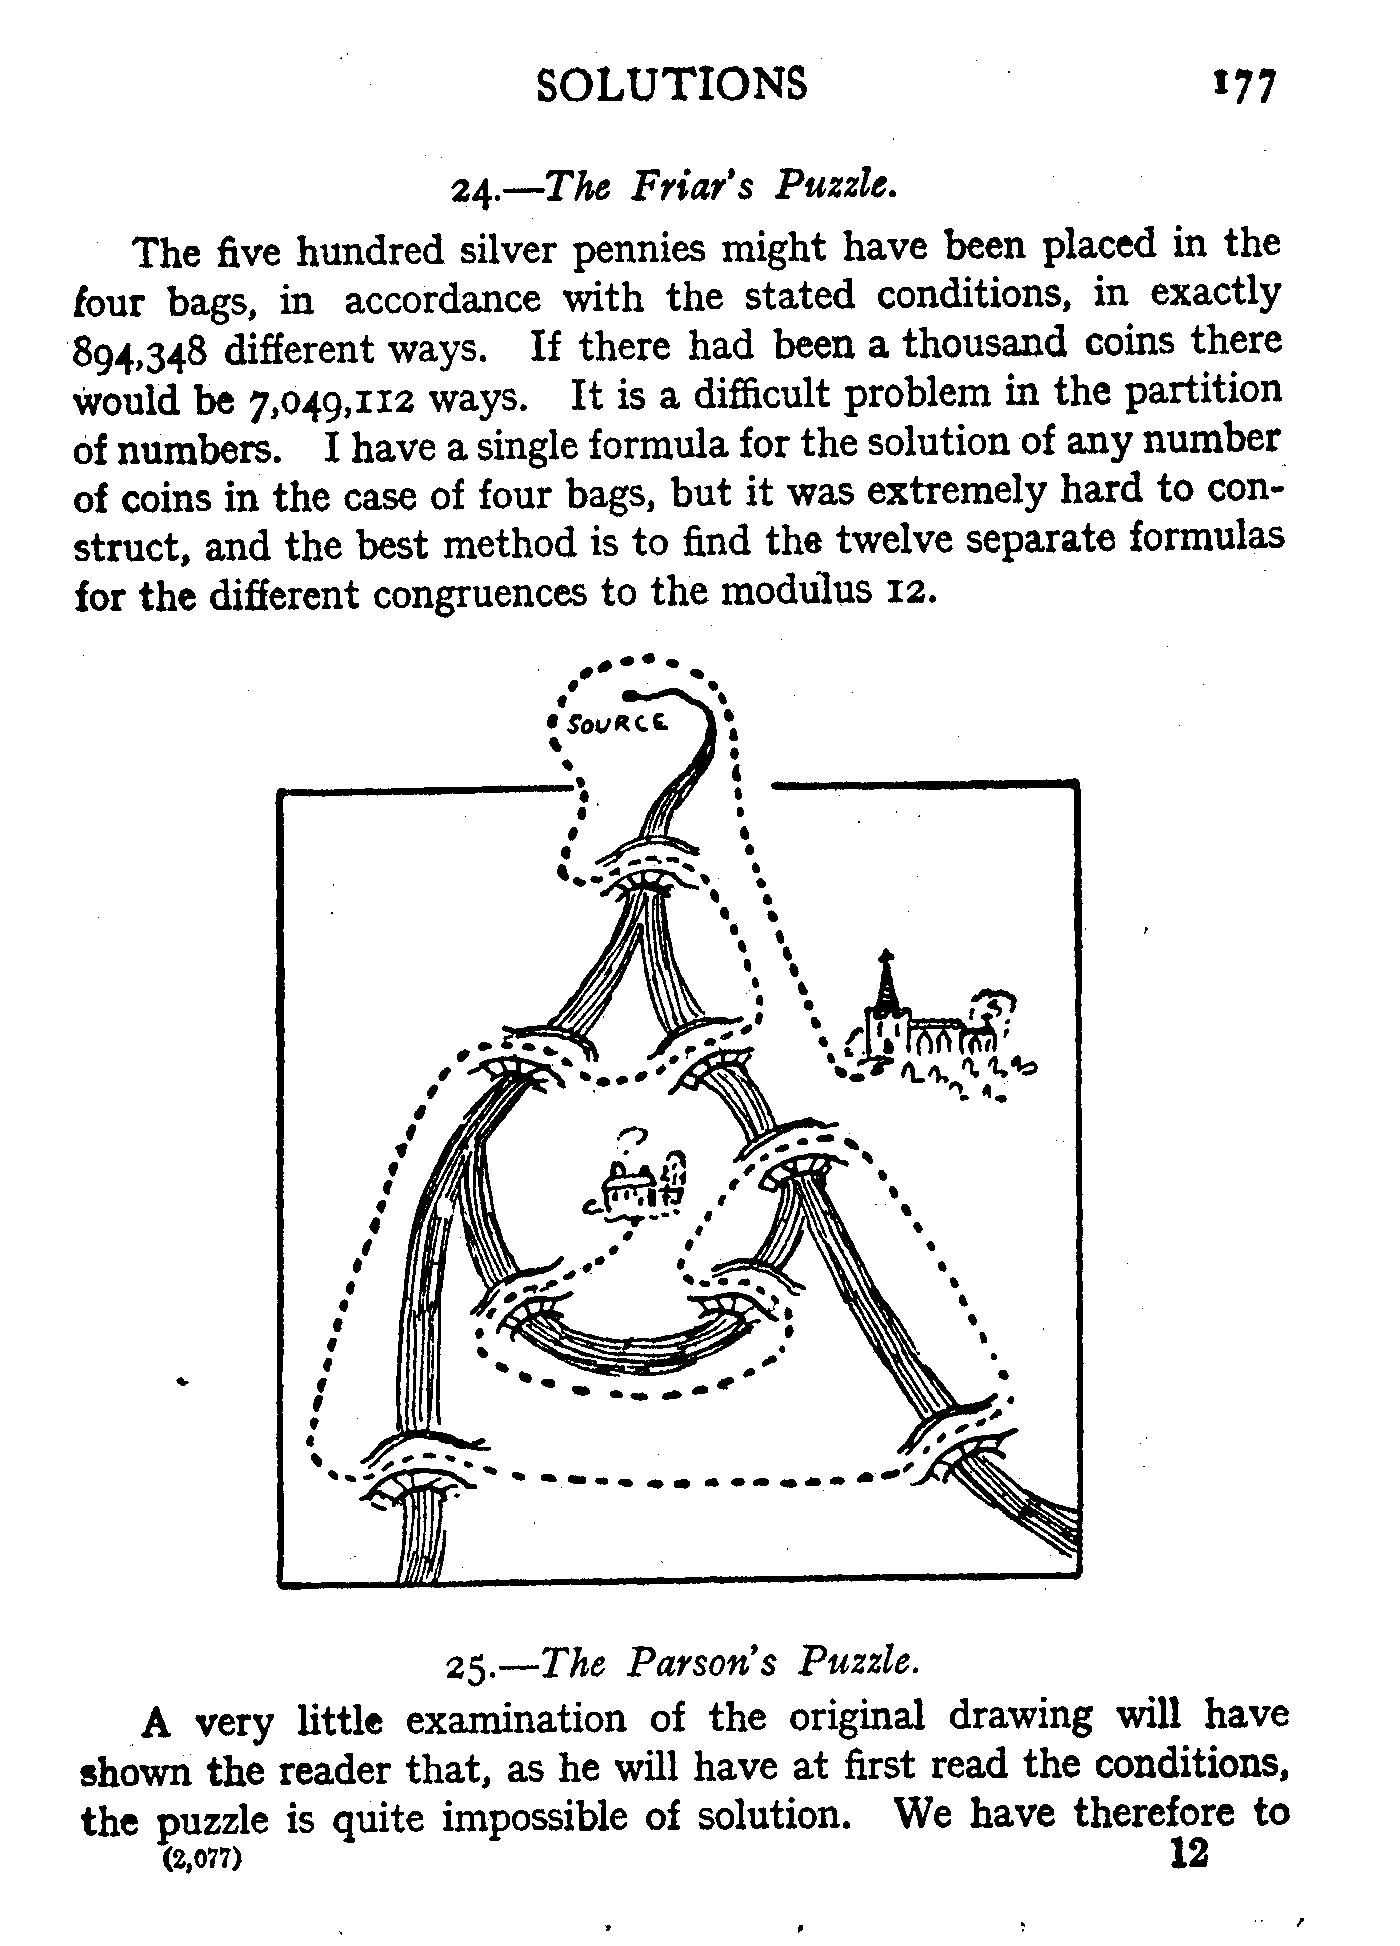 SOLUTIONS 177
24.—The Friar's Puzzle.
The five hundred silver pennies might have been placed in the
four bags, in accordance with the stated conditions, in exactly
894,348 different ways. If there had been a thousand coins there
would be 7,049,112 ways. It is a difficult problem in the partition
of numbers. I have a single formula for the solution of any number
of coins in the case of four bags, but it was extremely hard to con-
struct, and the best method is to find the twelve separate formulas
for the different congruences to the modulus 12.
SOURCE
25.—The Parson's Puzzle.
A very little examination of the original drawing will have
shown the reader that, as he will have at first read the conditions,
the puzzle is quite impossible of solution. We have therefore to
(2,077) 12